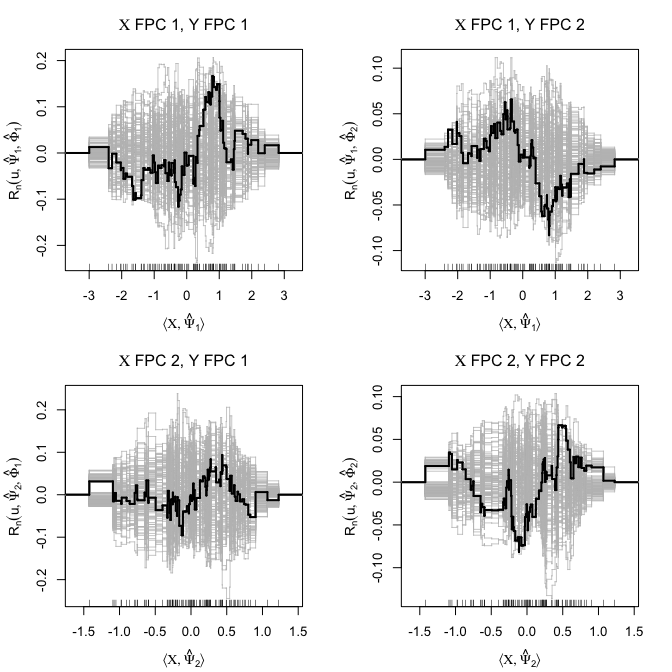 X FPC 1, Y FPC 1
Rₙ(u, Ψ̂₁, Φ̂₁)
0.2
0.1
0.0
-0.1
-0.2
-3 -2 -1 0 1 2 3
⟨X, Ψ̂₁⟩
X FPC 1, Y FPC 2
Rₙ(u, Ψ̂₁, Φ̂₂)
0.10
0.05
0.00
-0.05
-0.10
-3 -2 -1 0 1 2 3
⟨X, Ψ̂₁⟩
X FPC 2, Y FPC 1
Rₙ(u, Ψ̂₂, Φ̂₁)
0.2
0.1
0.0
-0.1
-0.2
-1.5 -1.0 -0.5 0.0 0.5 1.0 1.5
⟨X, Ψ̂₂⟩
X FPC 2, Y FPC 2
Rₙ(u, Ψ̂₂, Φ̂₂)
0.10
0.05
0.00
-0.05
-0.10
-1.5 -1.0 -0.5 0.0 0.5 1.0 1.5
⟨X, Ψ̂₂⟩